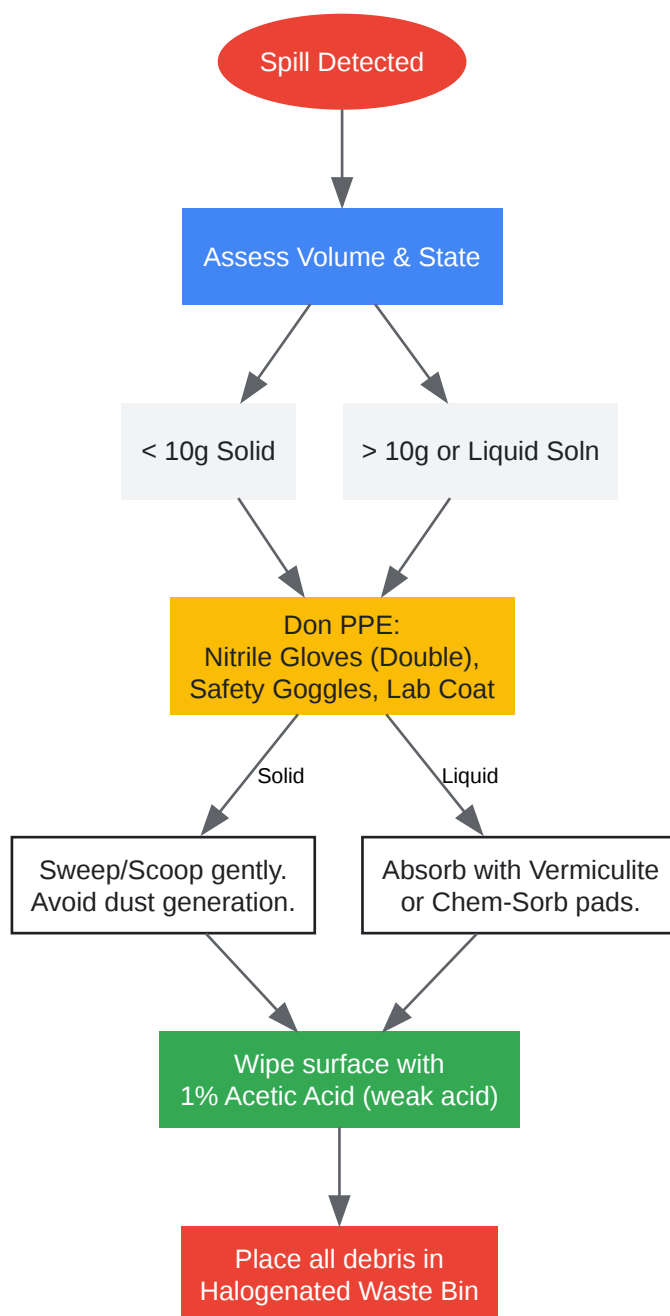 Spill Detected
Assess Volume & State
< 10g Solid
> 10g or Liquid Soln
Don PPE:
Nitrile Gloves (Double),
Safety Goggles, Lab Coat
Solid
Liquid
Sweep/Scoop gently.
Avoid dust generation.
Absorb with Vermiculite
or Chem-Sorb pads.
Wipe surface with
1% Acetic Acid (weak acid)
Place all debris in
Halogenated Waste Bin